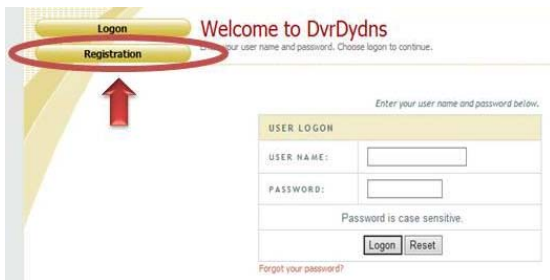 Logon
Welcome to DvrDydns
your user name and password. Choose logon to continue.
Registration
Enter your user name and password below.
USER LOGON
USER NAME:
PASSWORD:
Password is case sensitive.
Logon Reset
Forgot your password?